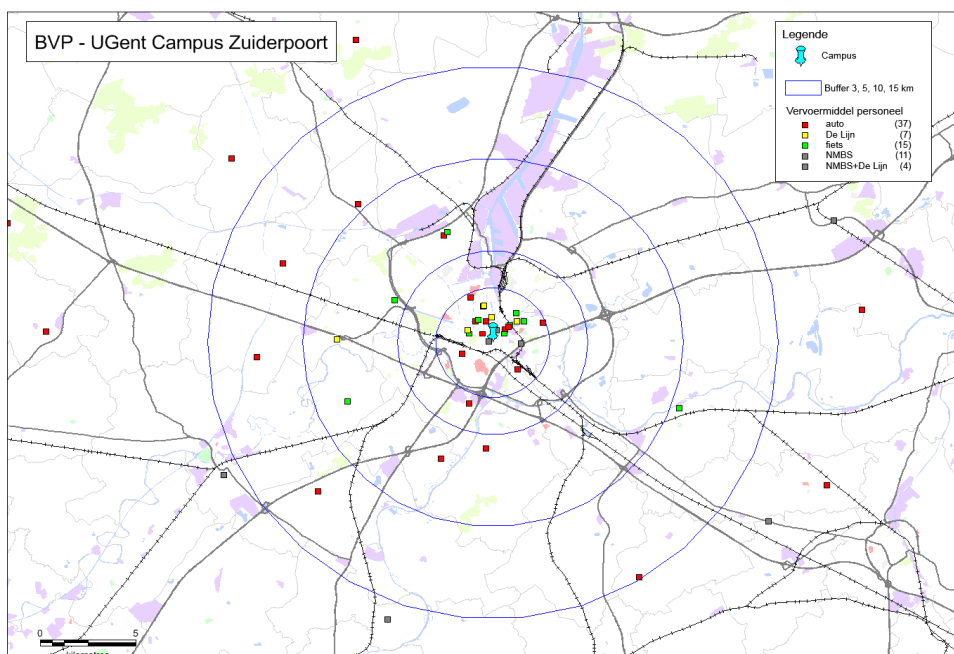 BVP - UGent Campus Zuiderpoort
Legende
Campus
Buffer 3, 5, 10, 15 km
Vervoermiddel personeel
auto (37)
De Lijn (7)
fiets (15)
NMBS (11)
NMBS+De Lijn (4)
0 5